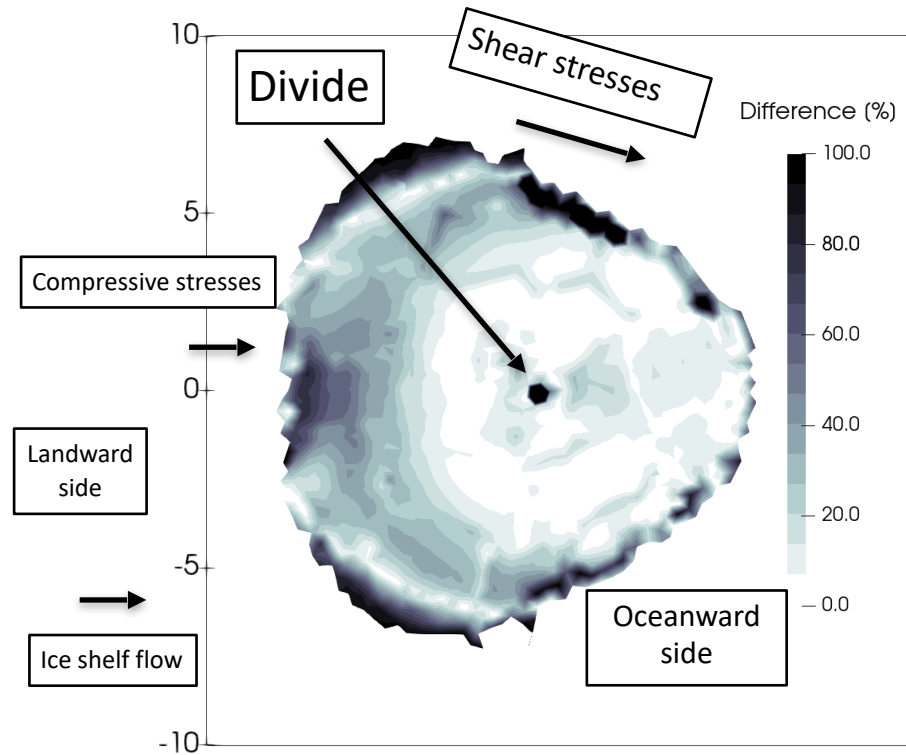 10
Shear stresses
Divide
Difference (%)
100.0
5
80.0
Compressive stresses
60.0
0
40.0
Landward
side
20.0
-5
0.0
Oceanward
side
Ice shelf flow
-10